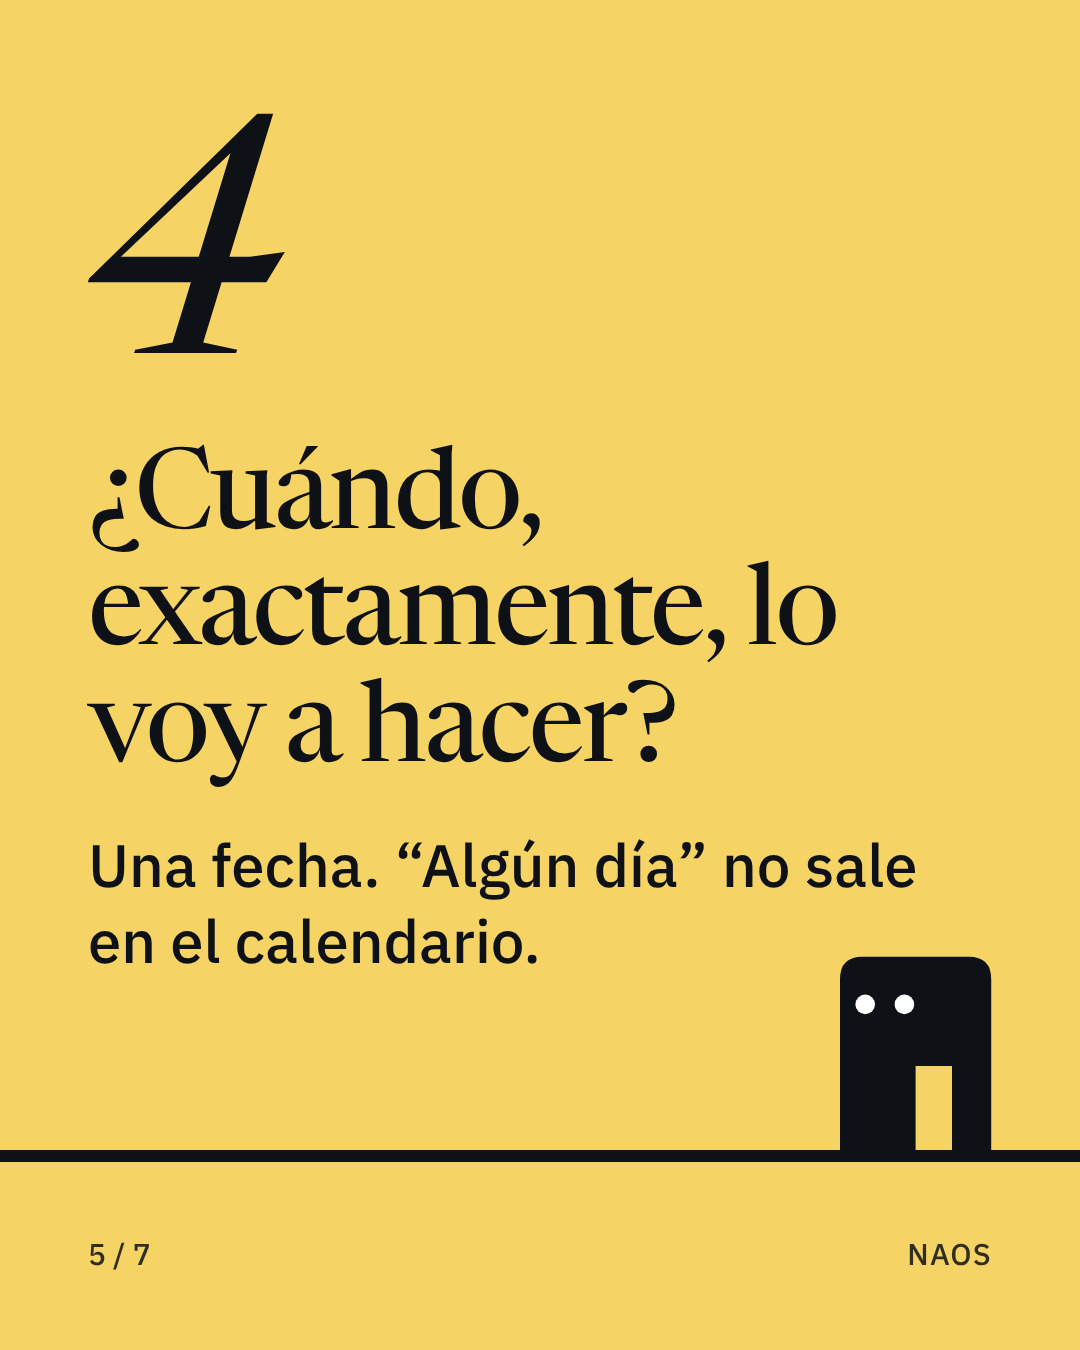 4
¿Cuándo,
exactamente, lo
voy a hacer?
Una fecha. “Algún día” no sale
en el calendario.
5 / 7
NAOS